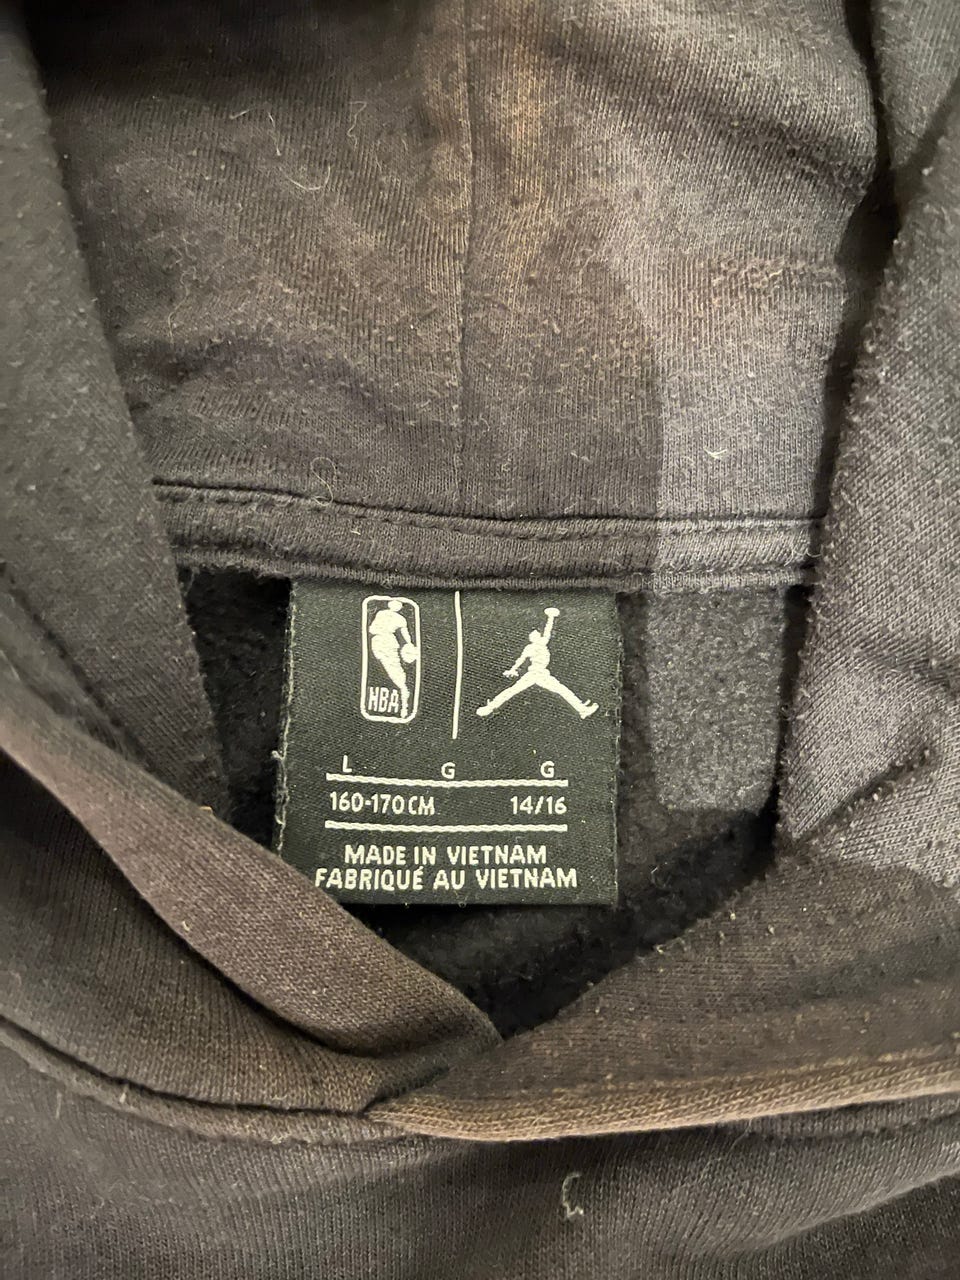 NBA
L G G
160-170CM 14/16
MADE IN VIETNAM
FABRIQUÉ AU VIETNAM